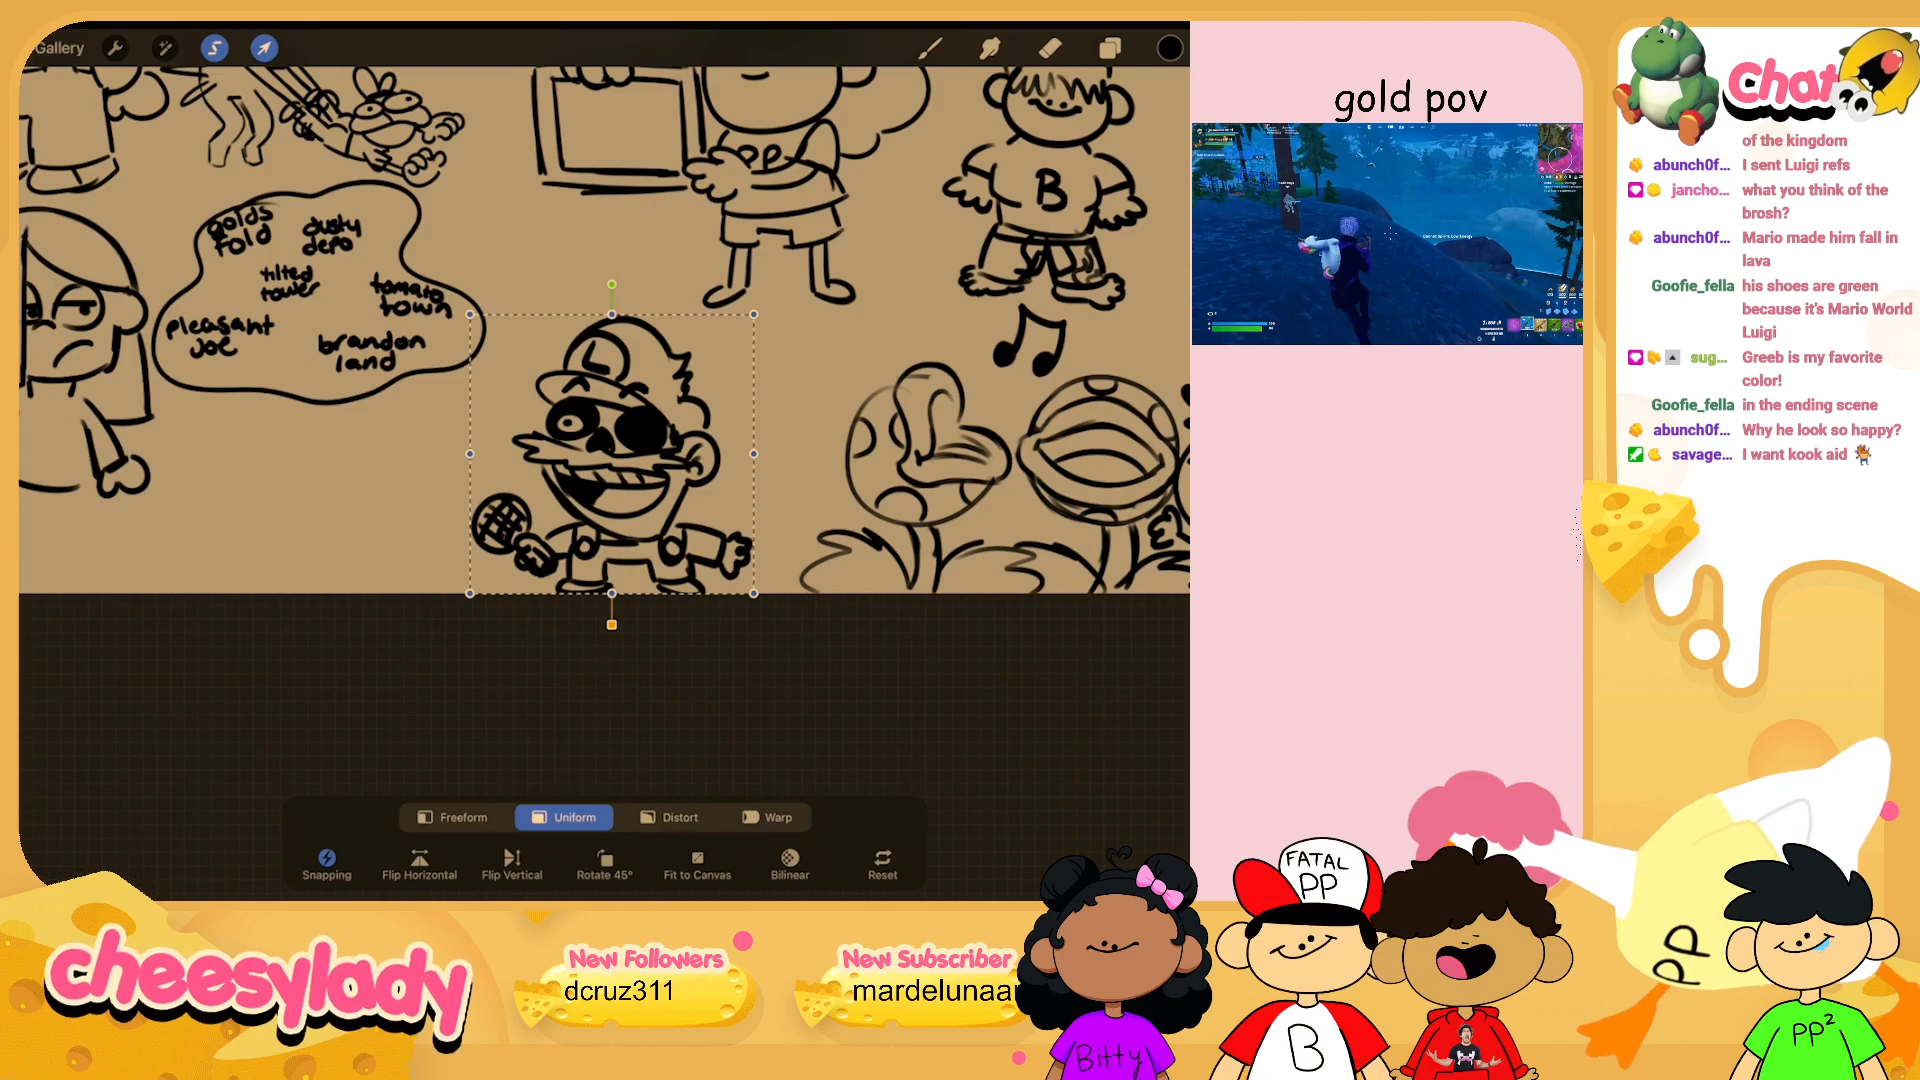 Gallery
PP
B
golds
fold
dusty
depo
tilted
tower
tomato
town
pleasant
joe
brandon
land
L
Freeform
Uniform
Distort
Warp
Snapping
Flip Horizontal
Flip Vertical
Rotate 45°
Fit to Canvas
Bilinear
Reset
gold pov
Chat
of the kingdom
abunch0f... I sent Luigi refs
jancho... what you think of the
brosh?
abunch0f... Mario made him fall in
lava
Goofie_fella his shoes are green
because it's Mario World
Luigi
sug... Greeb is my favorite
color!
Goofie_fella in the ending scene
abunch0f... Why he look so happy?
savage... I want kook aid
cheesylady
New Followers
dcruz311
New Subscriber
mardelunaar
Bitty
FATAL
PP
B
PP
PP²